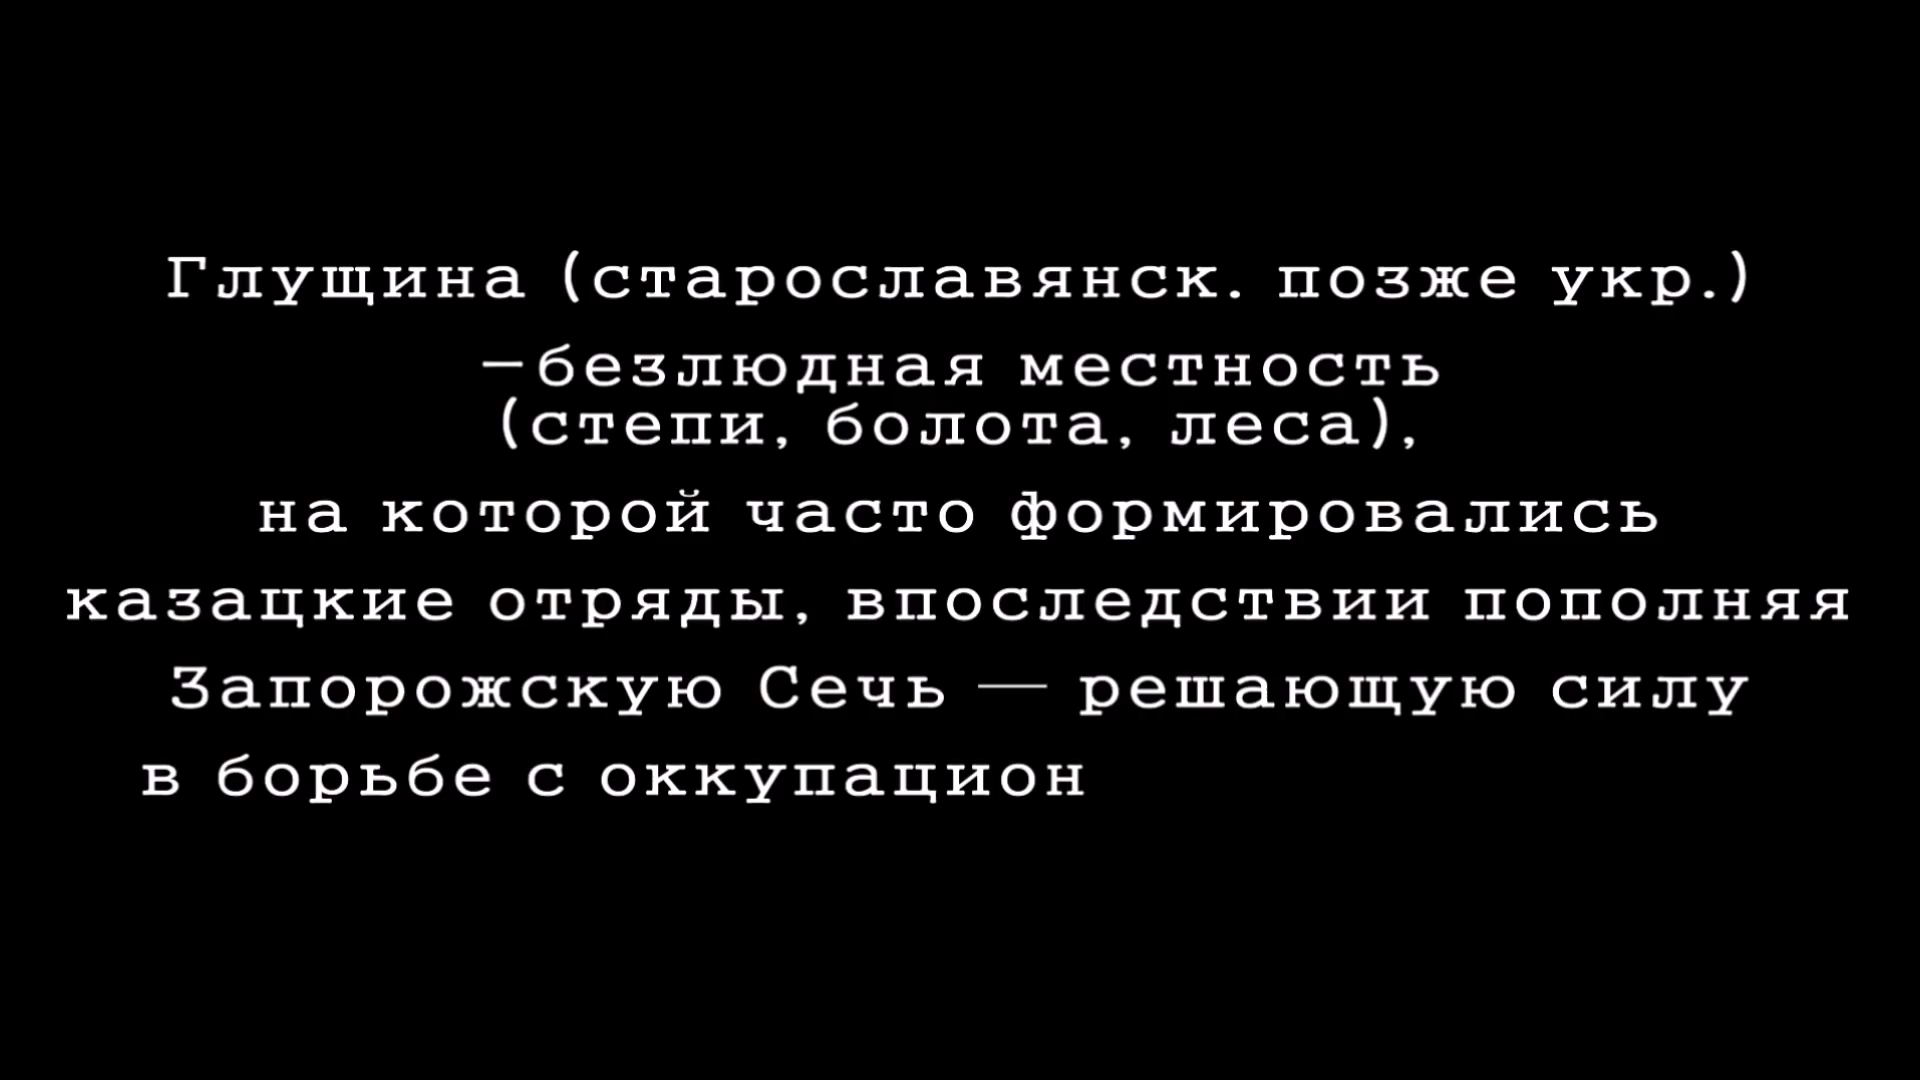 Глущина (старославянск. позже укр.)
—безлюдная местность
(степи, болота, леса),
на которой часто формировались
казацкие отряды, впоследствии пополняя
Запорожскую Сечь — решающую силу
в борьбе с оккупацион